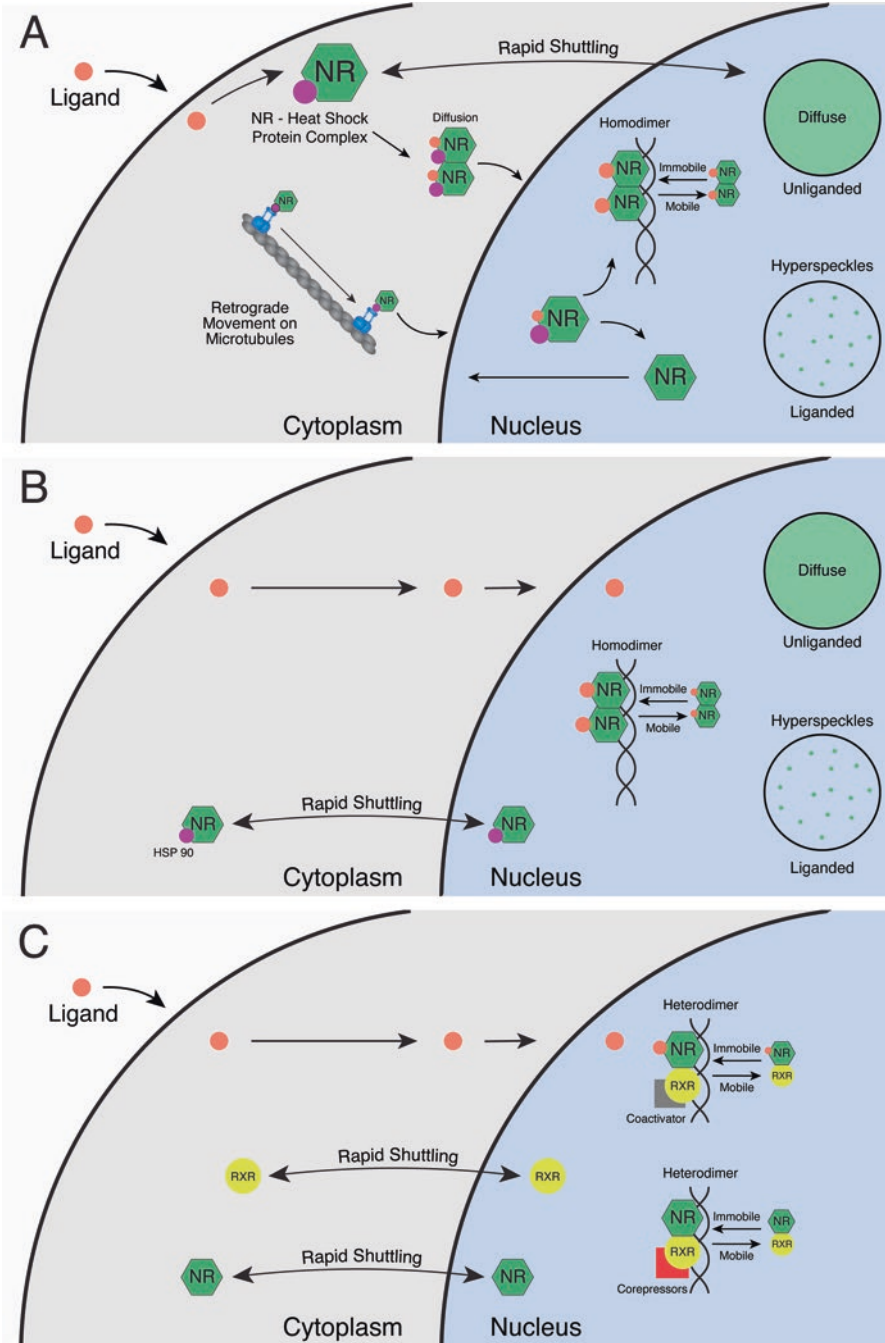 A
Ligand
NR
NR - Heat Shock
Protein Complex
Rapid Shuttling
Diffusion
NR
NR
Homodimer
NR
NR
Immobile
Mobile
NR
NR
Diffuse
Unliganded
NR
Retrograde
Movement on
Microtubules
NR
NR
NR
Hyperspeckles
Liganded
Cytoplasm
Nucleus
B
Ligand
Diffuse
Unliganded
Homodimer
NR
NR
Immobile
Mobile
NR
NR
Hyperspeckles
Liganded
NR
HSP 90
Rapid Shuttling
NR
Cytoplasm
Nucleus
C
Ligand
Heterodimer
NR
RXR
Immobile
Mobile
NR
RXR
Coactivator
RXR
Rapid Shuttling
RXR
Heterodimer
NR
RXR
Immobile
Mobile
NR
RXR
Corepressors
NR
Rapid Shuttling
NR
Cytoplasm
Nucleus